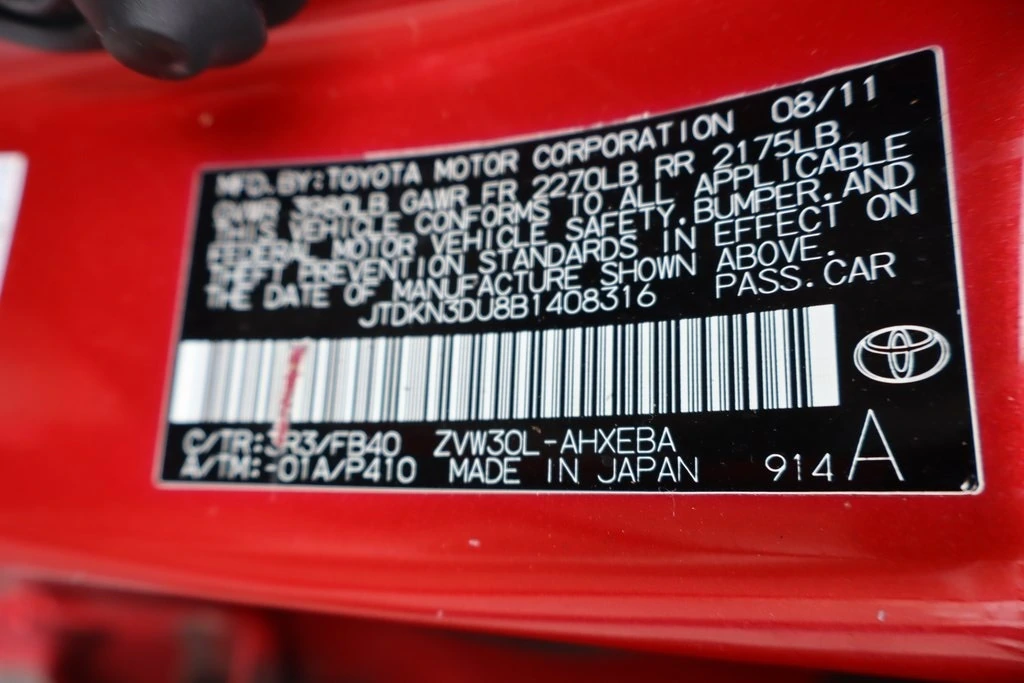 MFD.BY:TOYOTA MOTOR CORPORATION 08/11
GVWR 3980LB GAWR FR 2270LB RR 2175LB
THIS VEHICLE CONFORMS TO ALL APPLICABLE
FEDERAL MOTOR VEHICLE SAFETY,BUMPER,AND
THEFT PREVENTION STANDARDS IN EFFECT ON
THE DATE OF MANUFACTURE SHOWN ABOVE.
JTDKN3DU8B1408316 PASS.CAR
C/TR:3R3/FB40 ZVW30L-AHXEBA
A/TM:-01A/P410 MADE IN JAPAN 914 A